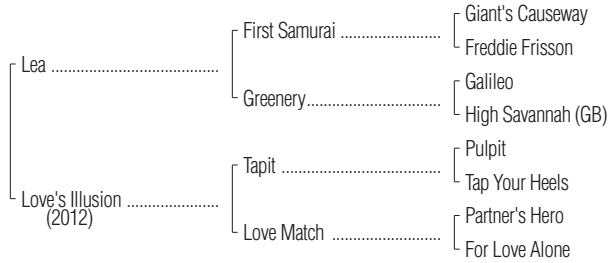 Giant's Causeway
First Samurai ....................
Freddie Frisson
Lea ..................................
Galileo
Greenery.........................
High Savannah (GB)
Pulpit
Tapit ................................
Tap Your Heels
Love's Illusion ..................
(2012)
Partner's Hero
Love Match ......................
For Love Alone